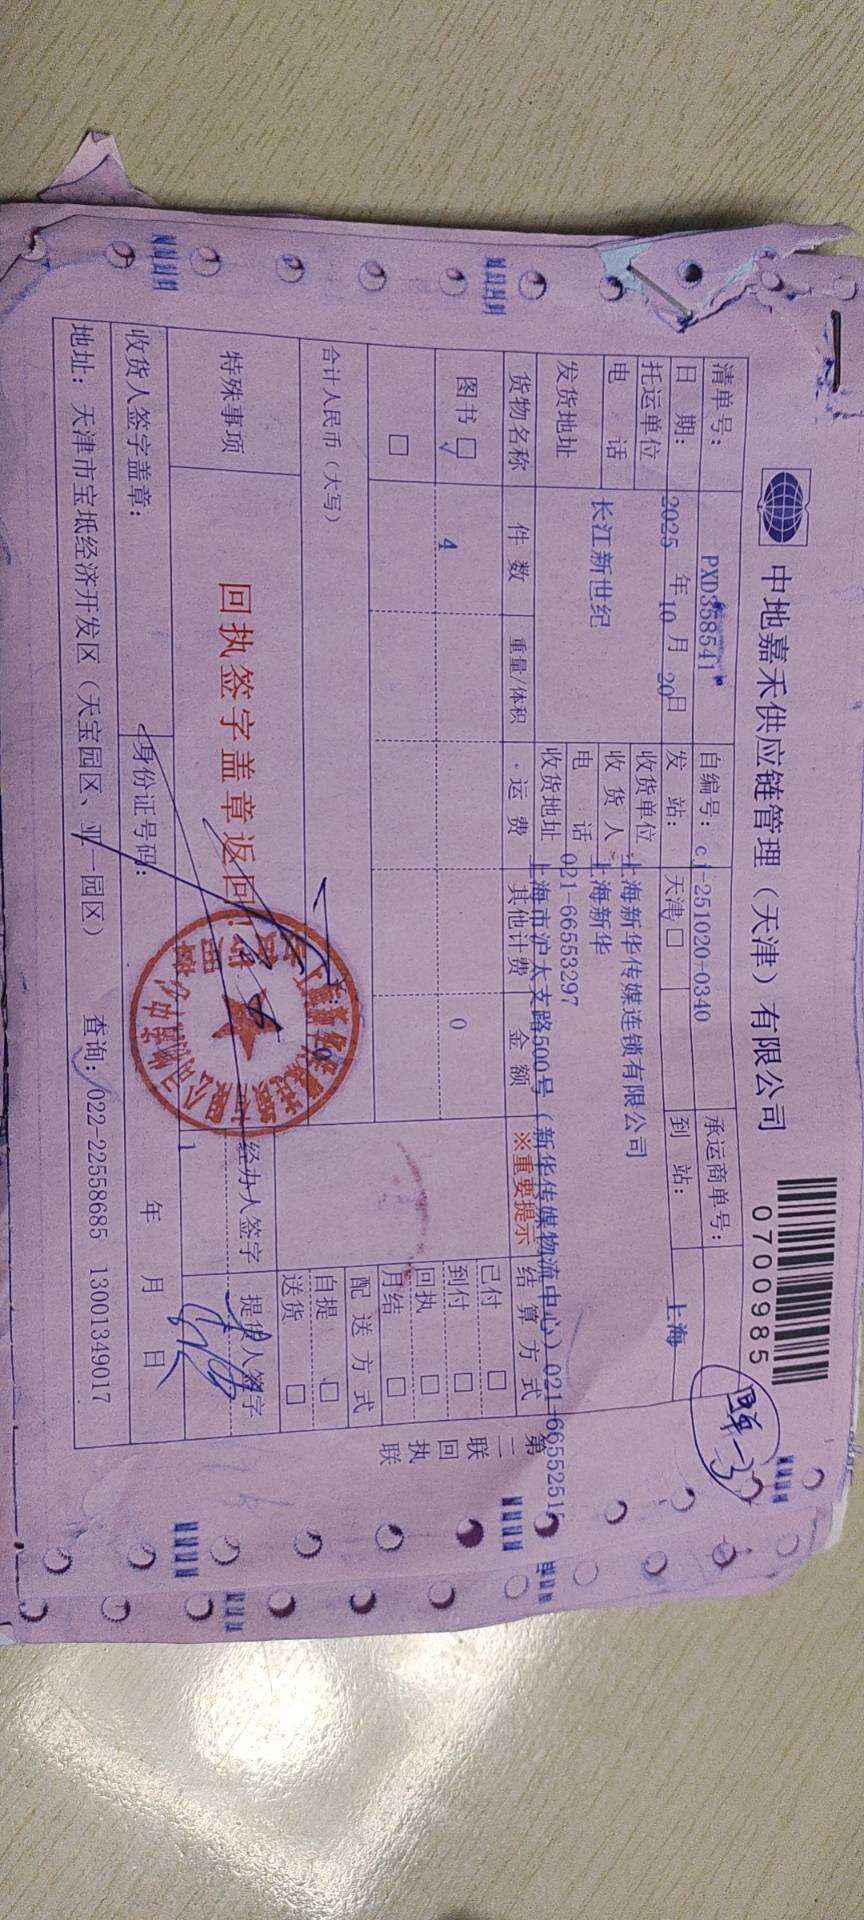 中地嘉禾供应链管理（天津）有限公司
0700985
清单号： PXD358541 自编号： cj-251020-0340 承运商单号：
日 期： 2025 年 10 月 20 日 发 站： 天津 □ 到 站： 上海
托运单位 长江新世纪 收货单位 上海新华传媒连锁有限公司
电 话 收 货 人 上海新华
发货地址 电 话 021-66553297
收货地址 上海市沪太支路500号（新华传媒物流中心）021-66552515
货物名称 件 数 重量/体积 运 费 其他计费 金 额 ※重要提示 结 算 方 式
图书 □ √ 4 0 已付 □
□ 到付 □
回执 □
月结 □
合计人民币（大写） 0 配 送 方 式
自提 □
送货 □
特殊事项 回执签字盖章返回！ 经办人签字 提货人签字
1
收货人签字盖章： 身份证号码： 年 月 日
地址：天津市宝坻经济开发区（天宝园区、亚一园区） 查询：022-22558685 13001349017
第二联 回执联